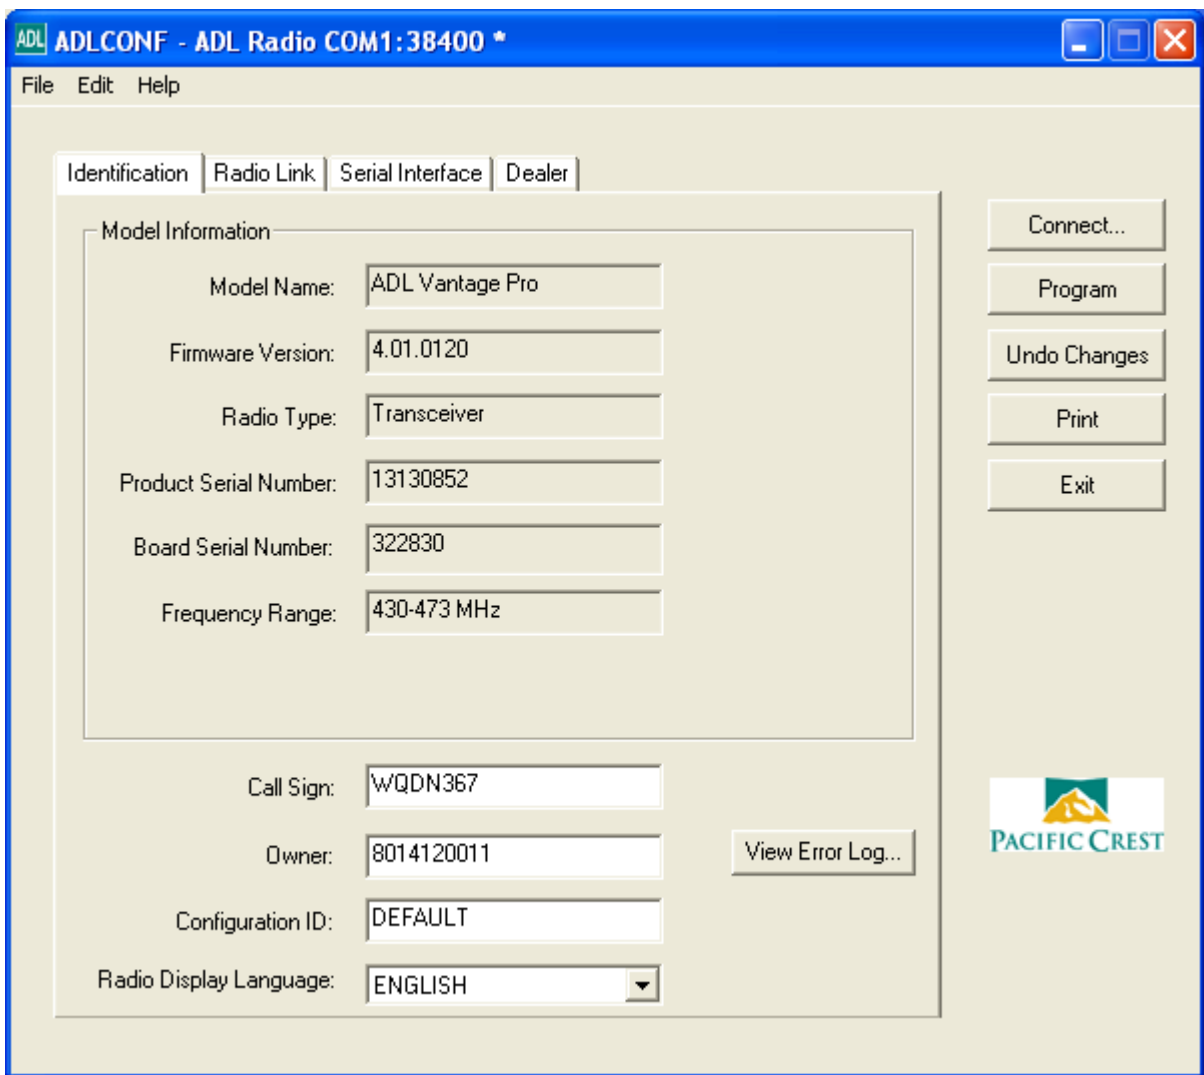 ADL ADLCONF - ADL Radio COM1:38400 *
File Edit Help
Identification Radio Link Serial Interface Dealer
Model Information
Model Name: ADL Vantage Pro
Firmware Version: 4.01.0120
Radio Type: Transceiver
Product Serial Number: 13130852
Board Serial Number: 322830
Frequency Range: 430-473 MHz
Call Sign: WQDN367
Owner: 8014120011
View Error Log...
Configuration ID: DEFAULT
Radio Display Language: ENGLISH
Connect...
Program
Undo Changes
Print
Exit
PACIFIC CREST